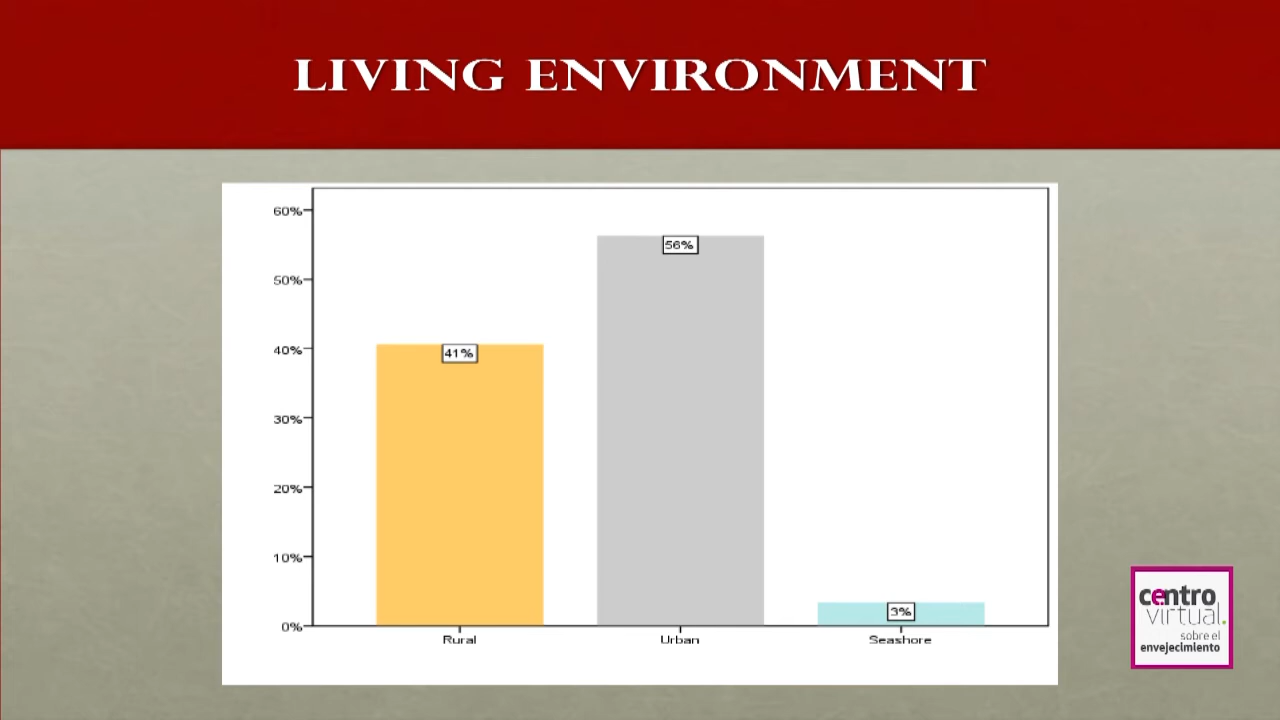 LIVING ENVIRONMENT
60%
50%
40%
30%
20%
10%
0%
41%
56%
3%
Rural
Urban
Seashore
centro
virtual.
sobre el
envejecimiento